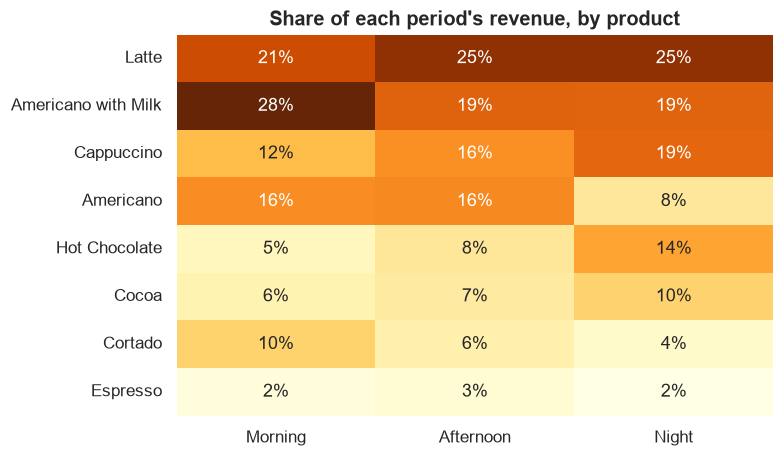 Share of each period's revenue, by product
Latte 21% 25% 25%
Americano with Milk 28% 19% 19%
Cappuccino 12% 16% 19%
Americano 16% 16% 8%
Hot Chocolate 5% 8% 14%
Cocoa 6% 7% 10%
Cortado 10% 6% 4%
Espresso 2% 3% 2%
Morning Afternoon Night